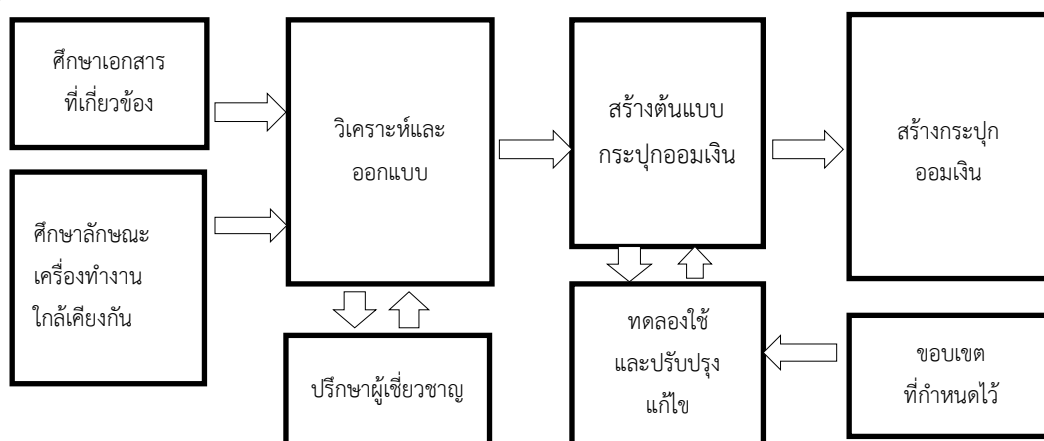 ศึกษาเอกสาร
ที่เกี่ยวข้อง
ศึกษาลักษณะ
เครื่องทำงาน
ใกล้เคียงกัน
วิเคราะห์และ
ออกแบบ
ปรึกษาผู้เชี่ยวชาญ
สร้างต้นแบบ
กระปุกออมเงิน
ทดลองใช้
และปรับปรุง
แก้ไข
สร้างกระปุก
ออมเงิน
ขอบเขต
ที่กำหนดไว้